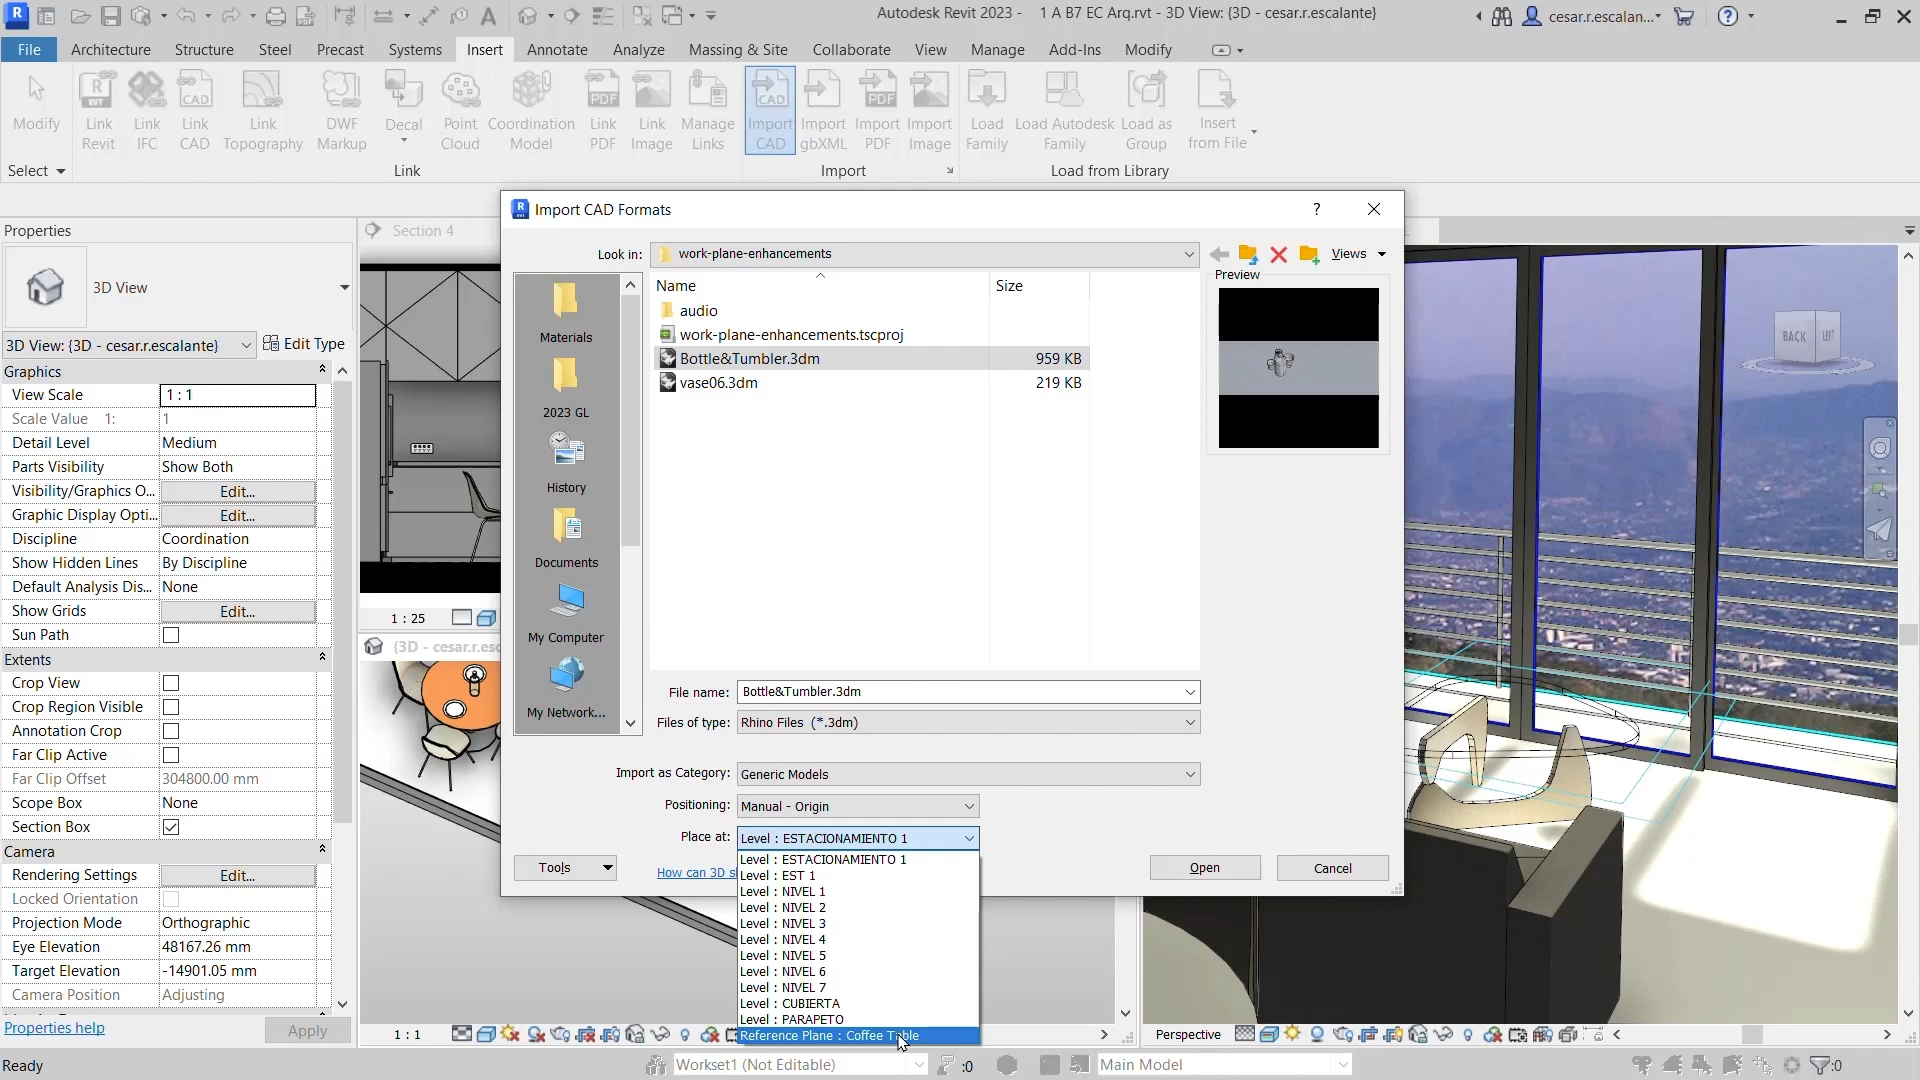 Autodesk Revit 2023 - 1 A B7 EC Arq.rvt - 3D View: {3D - cesar.r.escalante}
cesar.r.escalan...
File Architecture Structure Steel Precast Systems Insert Annotate Analyze Massing & Site Collaborate View Manage Add-Ins Modify
Modify
Link Revit
Link IFC
Link CAD
Link Topography
DWF Markup
Decal
Point Cloud
Coordination Model
Link PDF
Link Image
Manage Links
Import CAD
Import gbXML
Import PDF
Import Image
Load Family
Load Autodesk Family
Load as Group
Insert from File
Select
Link
Import
Load from Library
Properties
3D View
3D View: {3D - cesar.r.escalante}
Edit Type
Graphics
View Scale 1 : 1
Scale Value 1: 1
Detail Level Medium
Parts Visibility Show Both
Visibility/Graphics O... Edit...
Graphic Display Opti... Edit...
Discipline Coordination
Show Hidden Lines By Discipline
Default Analysis Dis... None
Show Grids Edit...
Sun Path
Extents
Crop View
Crop Region Visible
Annotation Crop
Far Clip Active
Far Clip Offset 304800.00 mm
Scope Box None
Section Box
Camera
Rendering Settings Edit...
Locked Orientation
Projection Mode Orthographic
Eye Elevation 48167.26 mm
Target Elevation -14901.05 mm
Camera Position Adjusting
Properties help
Apply
Section 4
1 : 25
{3D - cesar.r.esc
1 : 1
Import CAD Formats
?
Look in: work-plane-enhancements
Views
Materials
2023 GL
History
Documents
My Computer
My Network...
Name Size
audio
work-plane-enhancements.tscproj
Bottle&Tumbler.3dm 959 KB
vase06.3dm 219 KB
Preview
File name: Bottle&Tumbler.3dm
Files of type: Rhino Files (*.3dm)
Import as Category: Generic Models
Positioning: Manual - Origin
Place at: Level : ESTACIONAMIENTO 1
Level : ESTACIONAMIENTO 1
Level : EST 1
Level : NIVEL 1
Level : NIVEL 2
Level : NIVEL 3
Level : NIVEL 4
Level : NIVEL 5
Level : NIVEL 6
Level : NIVEL 7
Level : CUBIERTA
Level : PARAPETO
Reference Plane : Coffee Table
Tools
How can 3D s
Open
Cancel
BACK
LEFT
Perspective
Ready
Workset1 (Not Editable)
:0
Main Model
:0